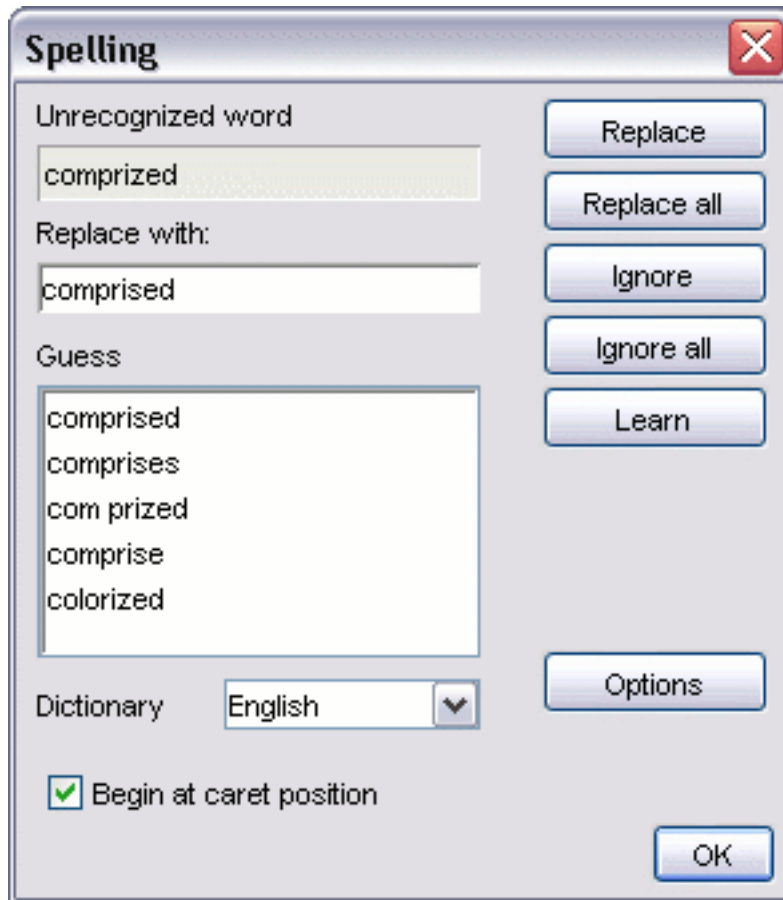 Spelling
Unrecognized word
comprized
Replace with:
comprised
Guess
comprised
comprises
com prized
comprise
colorized
Dictionary English
Begin at caret position
Replace
Replace all
Ignore
Ignore all
Learn
Options
OK